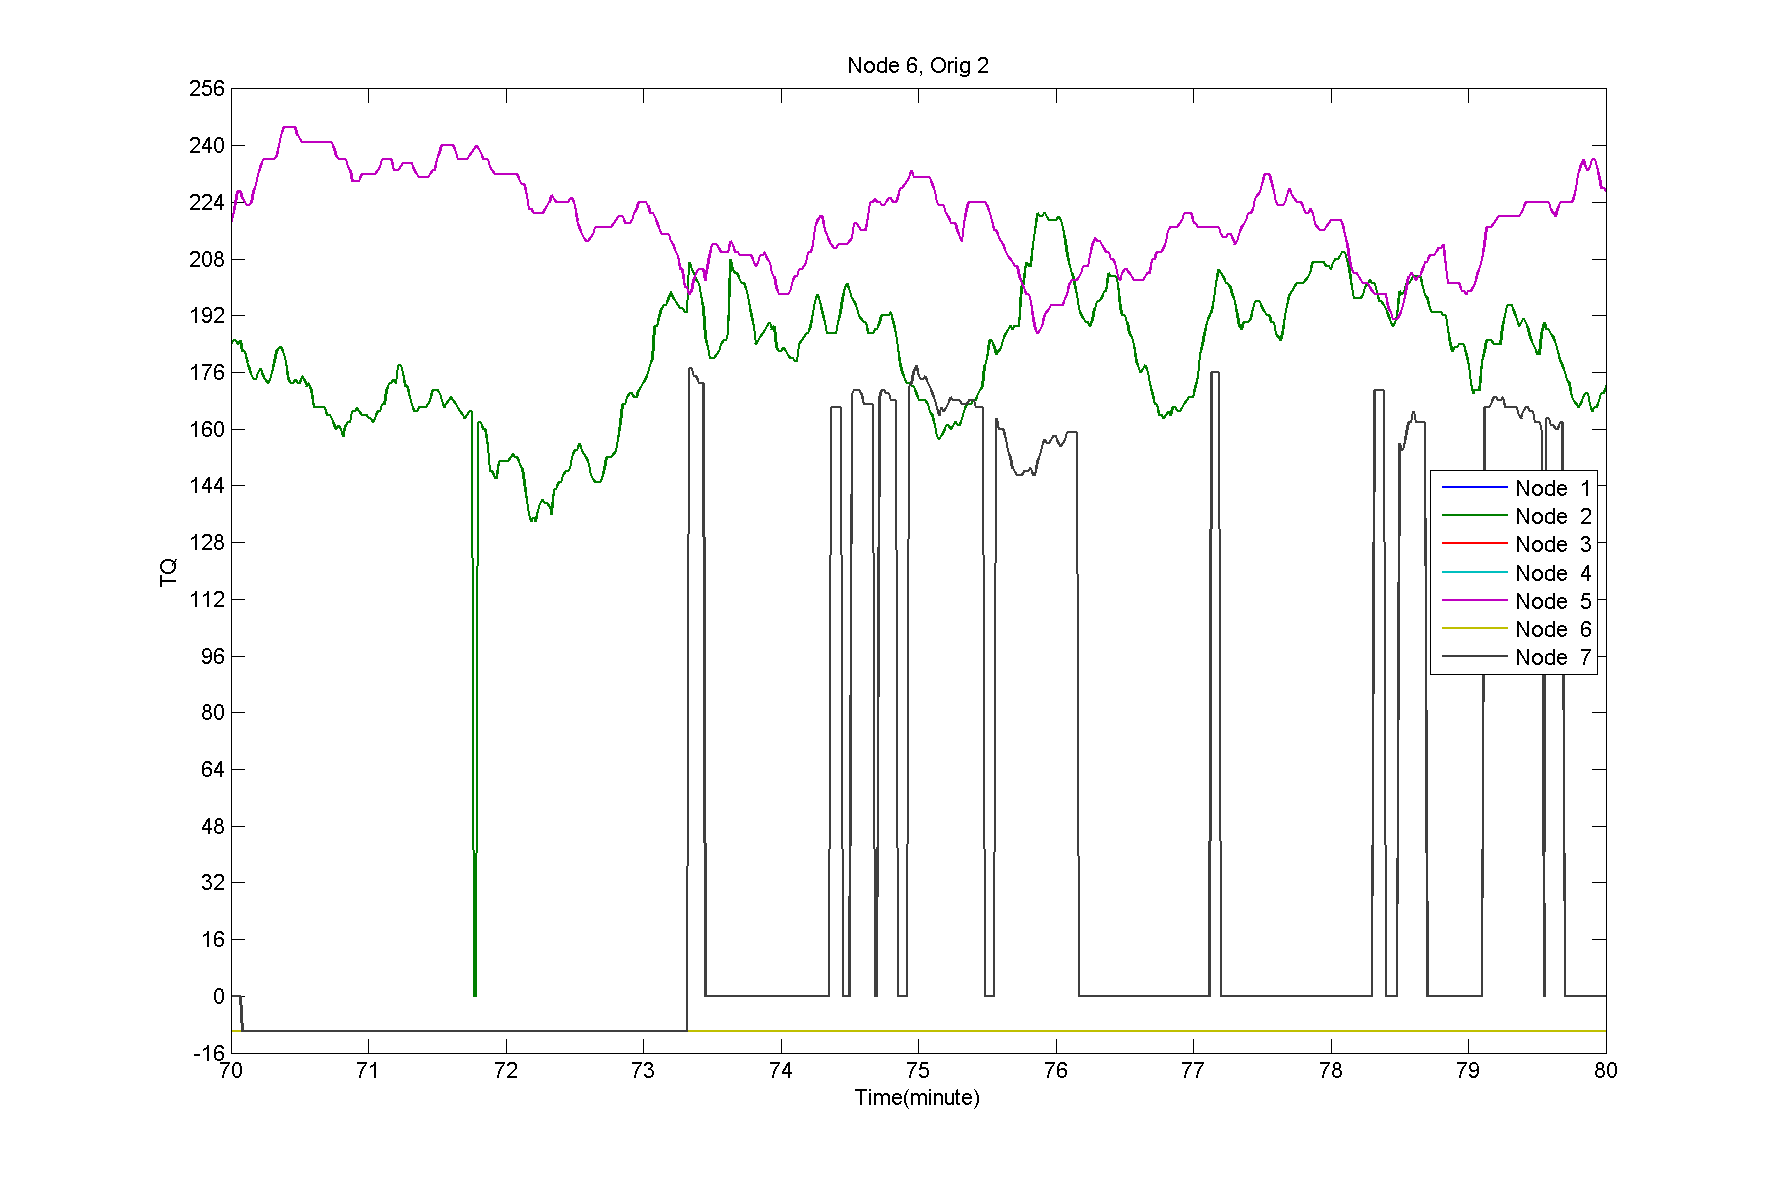 Node 6, Orig 2
256
240
224
208
192
176
160
144
128
112
96
80
64
48
32
16
0
-16
TQ
Node 1
Node 2
Node 3
Node 4
Node 5
Node 6
Node 7
70 71 72 73 74 75 76 77 78 79 80
Time(minute)